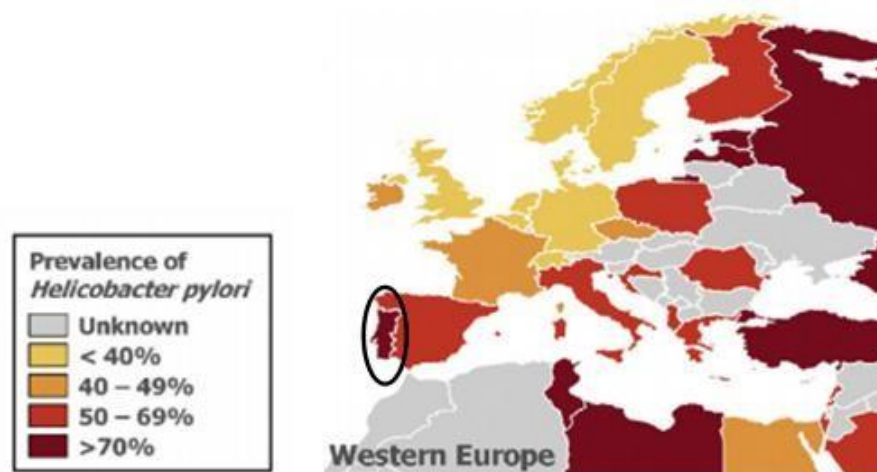 Prevalence of
Helicobacter pylori
Unknown
< 40%
40 – 49%
50 – 69%
>70%
Western Europe